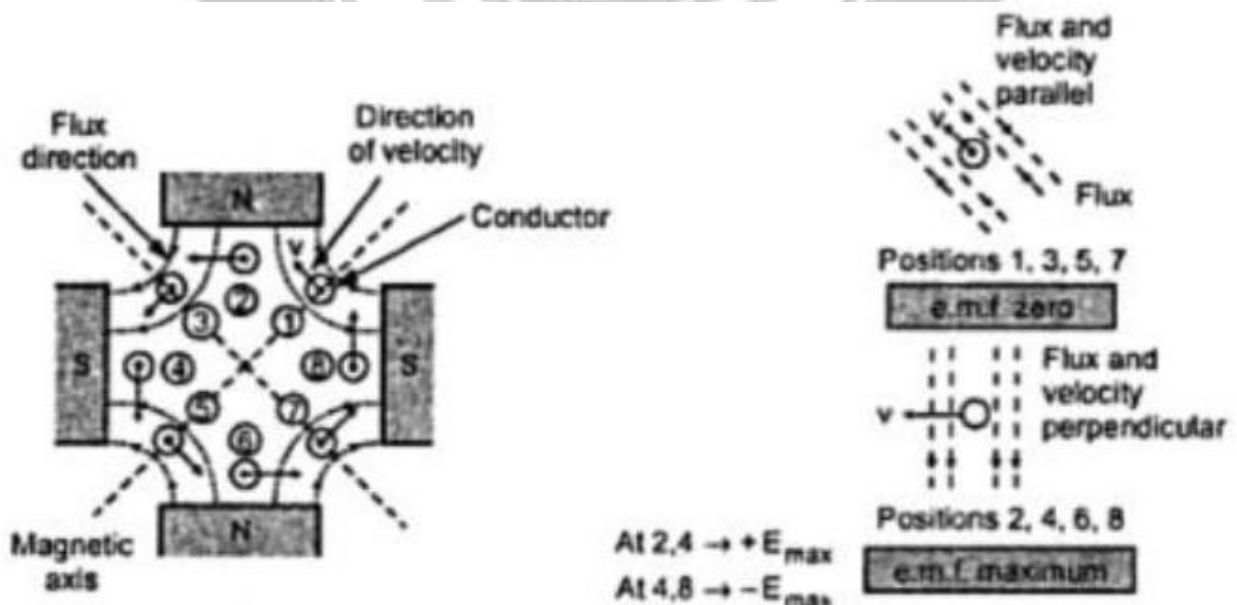 Flux and
velocity
parallel
v
Flux
Positions 1, 3, 5, 7
e.m.f. zero
Flux
direction
Direction
of velocity
Conductor
N
v
S
S
N
1
2
3
4
5
6
7
8
Magnetic
axis
Flux and
velocity
perpendicular
v
Positions 2, 4, 6, 8
e.m.f. maximum
At 2,4 → + E max
At 4,8 → − E max